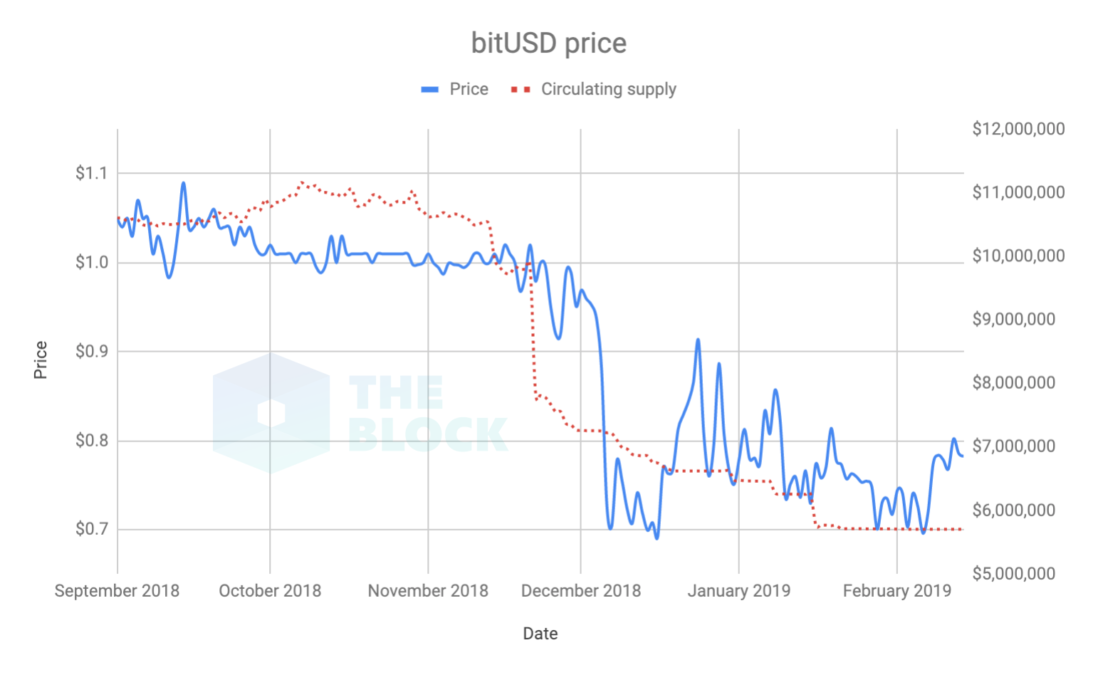 bitUSD price
Price Circulating supply
$12,000,000
$1.1
$11,000,000
$1.0
$10,000,000
$9,000,000
Price
$0.9
$8,000,000
THE
BLOCK
$0.8
$7,000,000
$6,000,000
$0.7
$5,000,000
September 2018 October 2018 November 2018 December 2018 January 2019 February 2019
Date